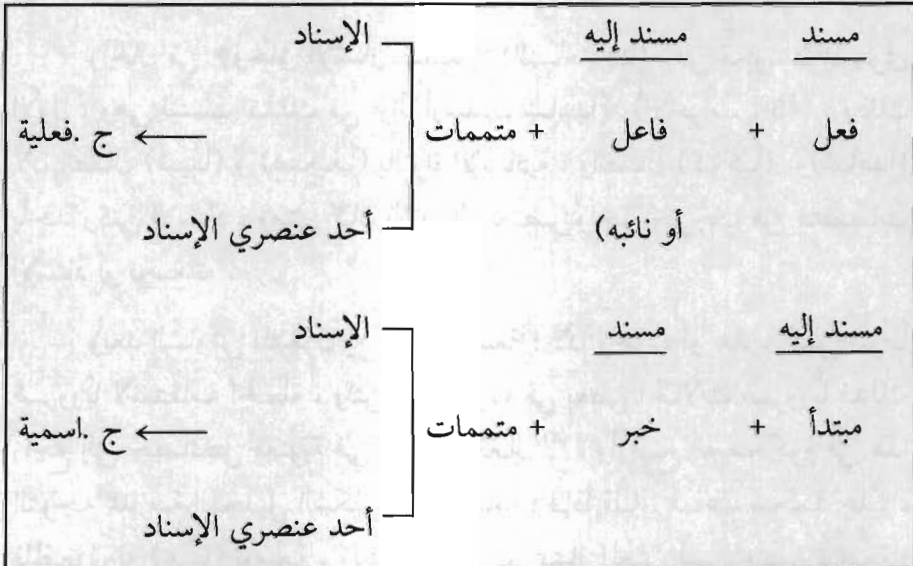 مسند مسند إليه الإسناد
فعل + فاعل + متممات ← ج .فعلية
أو نائبه) أحد عنصري الإسناد
مسند إليه مسند الإسناد
مبتدأ + خبر + متممات ← ج .اسمية
أحد عنصري الإسناد